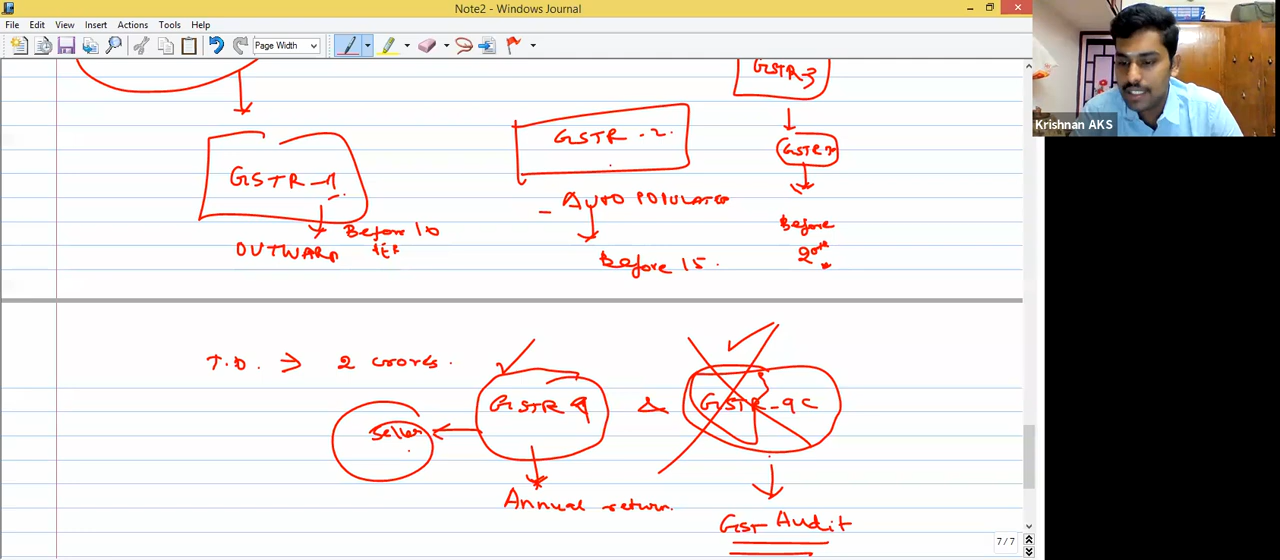 Note2 - Windows Journal
File Edit View Insert Actions Tools Help
Page Width
Krishnan AKS
GSTR-3
GSTR-2.
GSTR-1
- AUTO POPULATED
Before 10
OUTWARD
Before
20th
Before 15.
T.O. → 2 crores.
GSTR 9 & GSTR-9C
Seller
Annual return.
GST Audit
7 / 7